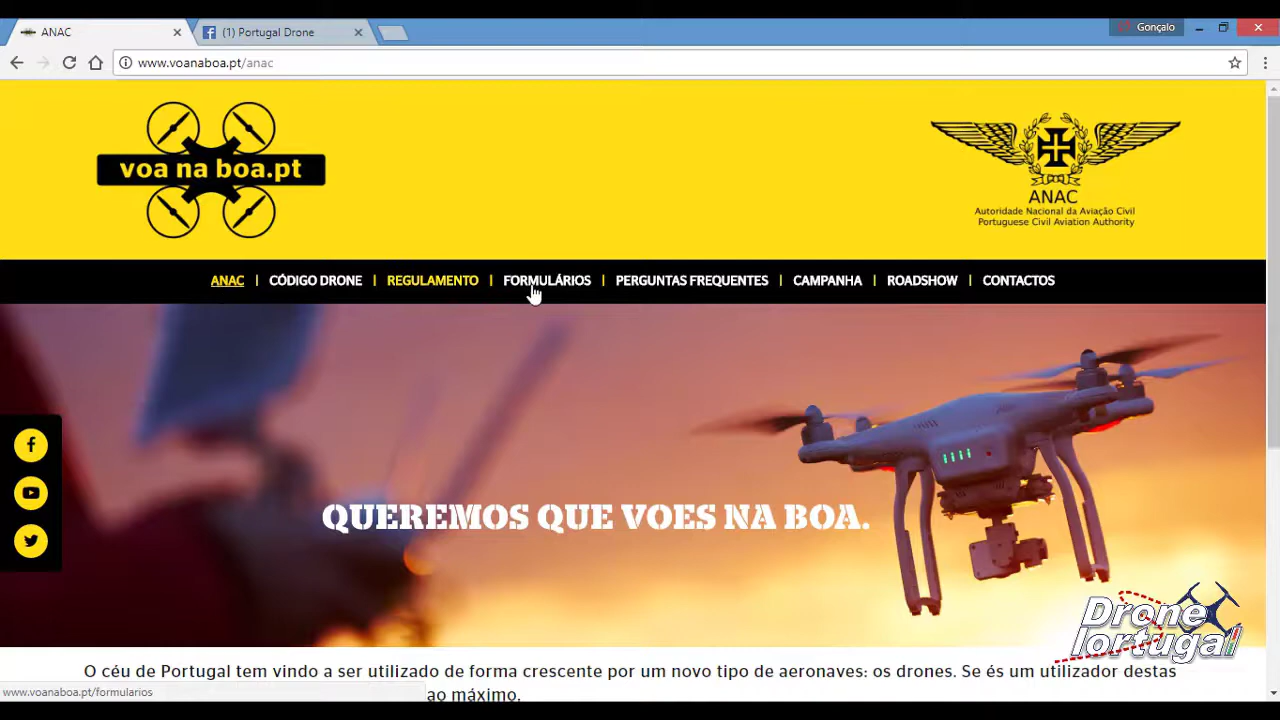 ANAC
(1) Portugal Drone
Gonçalo
www.voanaboa.pt/anac
voa na boa.pt
ANAC
Autoridade Nacional da Aviação Civil
Portuguese Civil Aviation Authority
ANAC | CÓDIGO DRONE | REGULAMENTO | FORMULÁRIOS | PERGUNTAS FREQUENTES | CAMPANHA | ROADSHOW | CONTACTOS
QUEREMOS QUE VOES NA BOA.
Drone
Portugal
O céu de Portugal tem vindo a ser utilizado de forma crescente por um novo tipo de aeronaves: os drones. Se és um utilizador destas
ao máximo.
www.voanaboa.pt/formularios